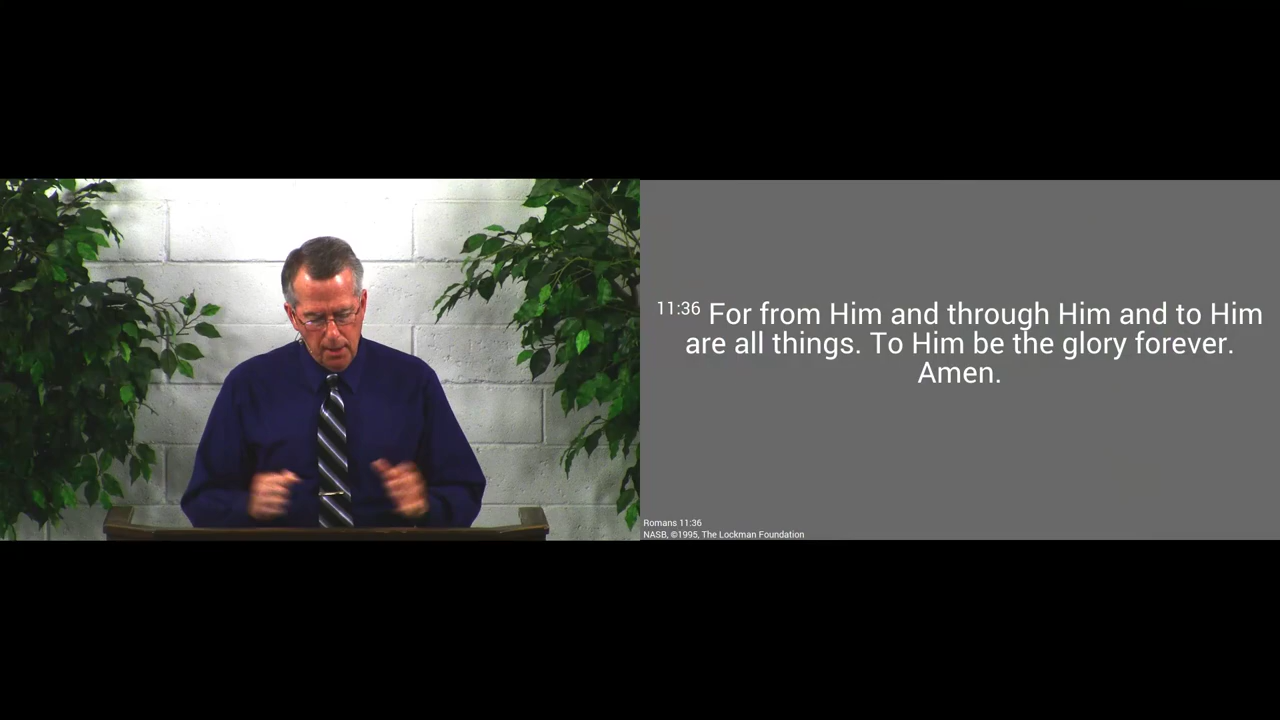 11:36 For from Him and through Him and to Him
are all things. To Him be the glory forever.
Amen.
Romans 11:36
NASB, ©1995, The Lockman Foundation